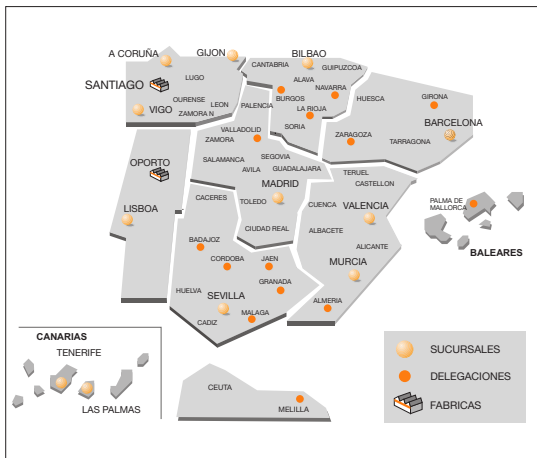 A CORUÑA
GIJON
BILBAO
CANTABRIA
GUIPUZCOA
LUGO
ALAVA
SANTIAGO
NAVARRA
HUESCA
GIRONA
OURENSE
LEON
PALENCIA
BURGOS
LA RIOJA
VIGO
ZAMORA N
BARCELONA
VALLADOLID
SORIA
ZAMORA
ZARAGOZA
TARRAGONA
OPORTO
SALAMANCA
SEGOVIA
AVILA
GUADALAJARA
TERUEL
MADRID
CASTELLON
CACERES
TOLEDO
CUENCA
VALENCIA
PALMA DE
MALLORCA
LISBOA
CIUDAD REAL
ALBACETE
BADAJOZ
ALICANTE
BALEARES
CORDOBA
JAEN
MURCIA
GRANADA
HUELVA
SEVILLA
ALMERIA
CADIZ
MALAGA
CANARIAS
TENERIFE
LAS PALMAS
CEUTA
MELILLA
SUCURSALES
DELEGACIONES
FABRICAS